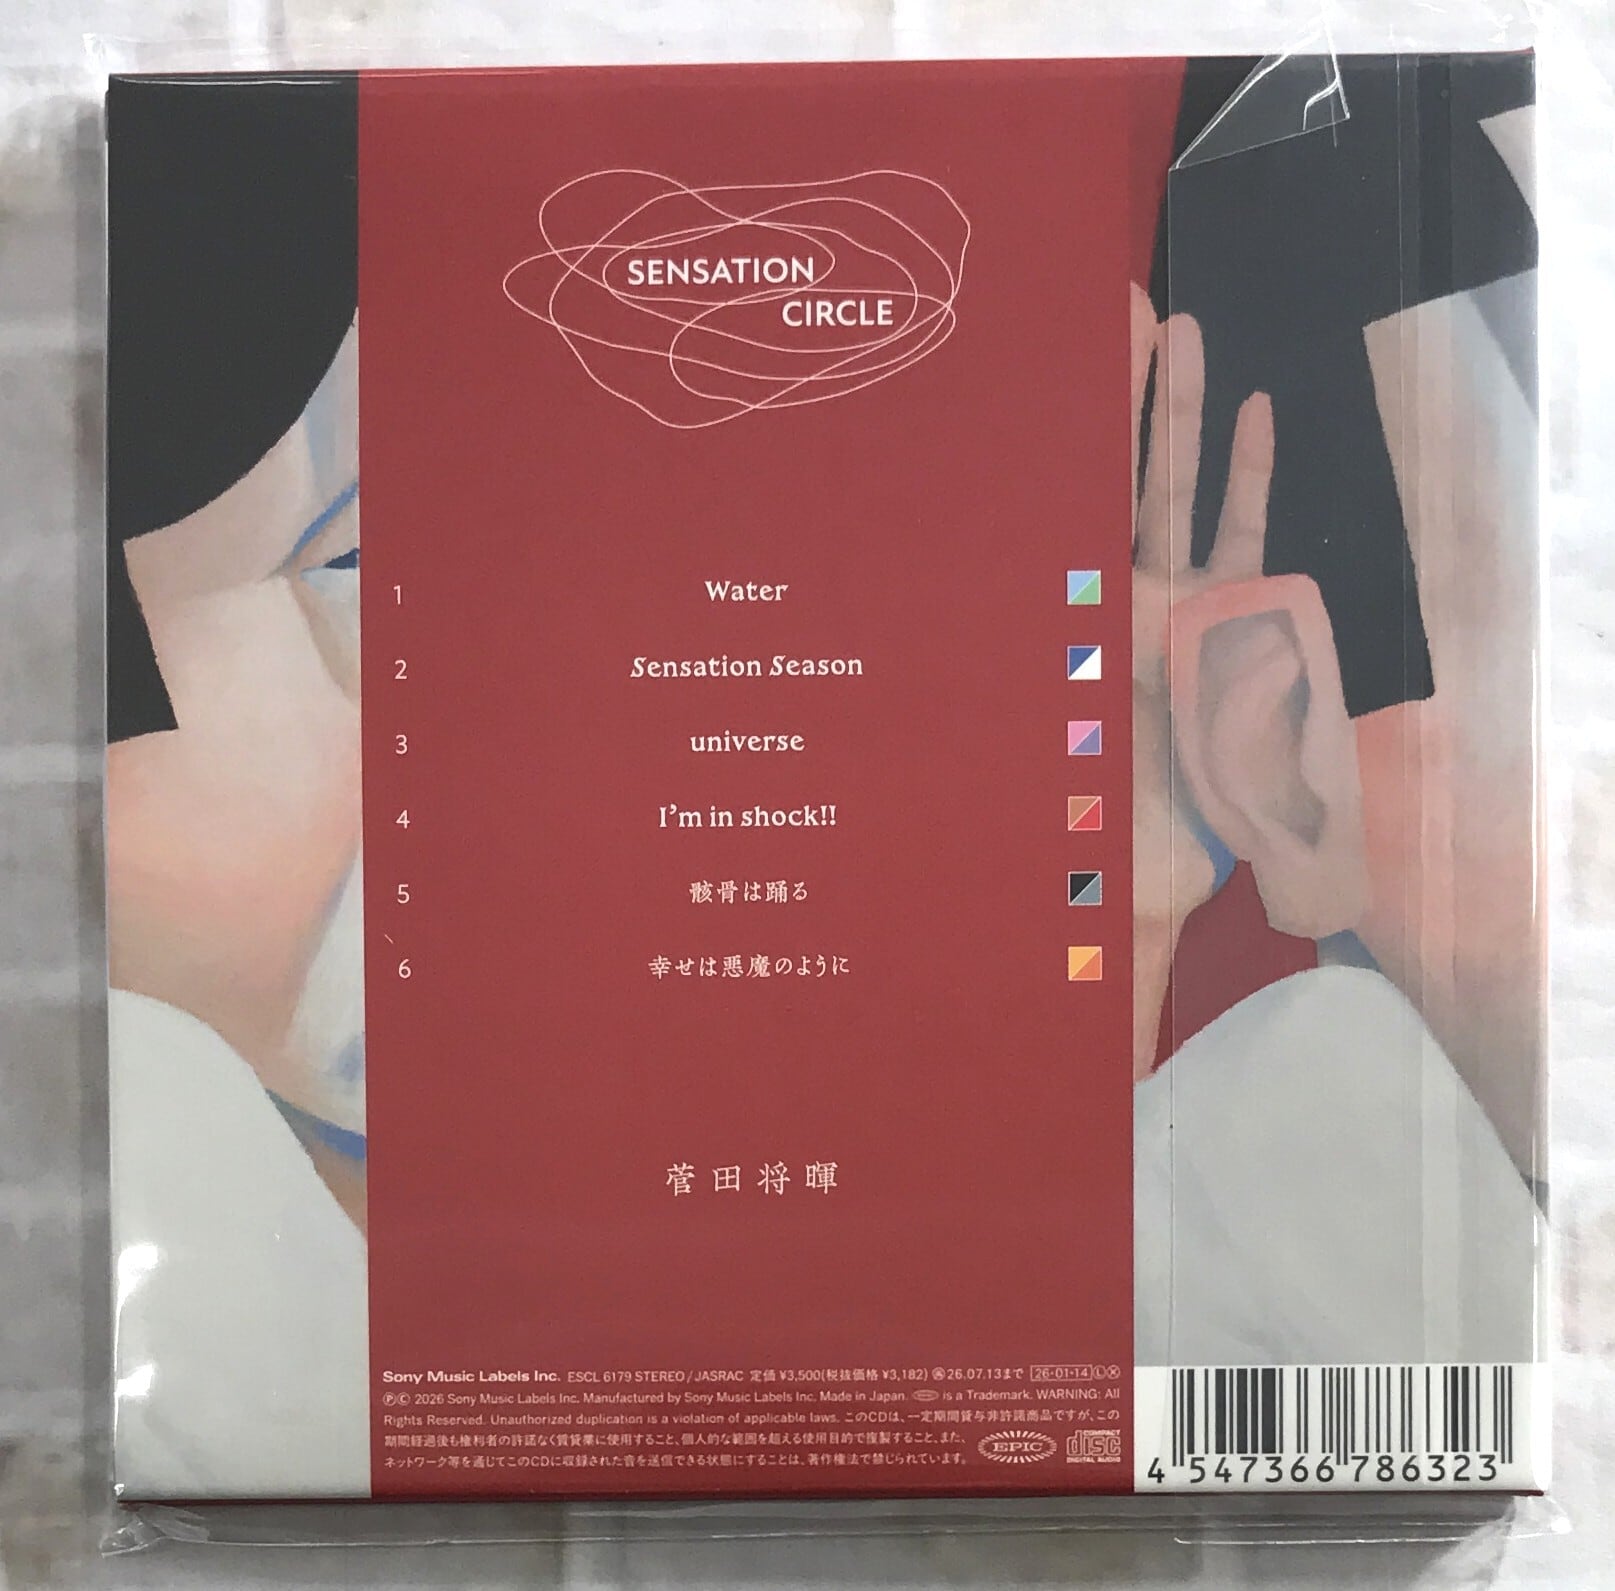 SENSATION
CIRCLE
1 Water
2 Sensation Season
3 universe
4 I'm in shock!!
5 骸骨は踊る
6 幸せは悪魔のように
菅田将暉
Sony Music Labels Inc. ESCL 6179 STEREO/JASRAC 定価 ¥3,500(税抜価格 ¥3,182) 26.07.13まで 26-01-14 Ⓛ Ⓧ
Ⓟ© 2026 Sony Music Labels Inc. Manufactured by Sony Music Labels Inc. Made in Japan. is a Trademark. WARNING: All
Rights Reserved. Unauthorized duplication is a violation of applicable laws. このCDは、一定期間貸与非許諾商品ですが、この
期間経過後も権利者の許諾なく賃貸業に使用すること、個人的な範囲を超える使用目的で複製すること、また、
ネットワーク等を通じてこのCDに収録された音を送信できる状態にすることは、著作権法で禁じられています。
EPIC
COMPACT
disc
DIGITAL AUDIO
4 547366 786323